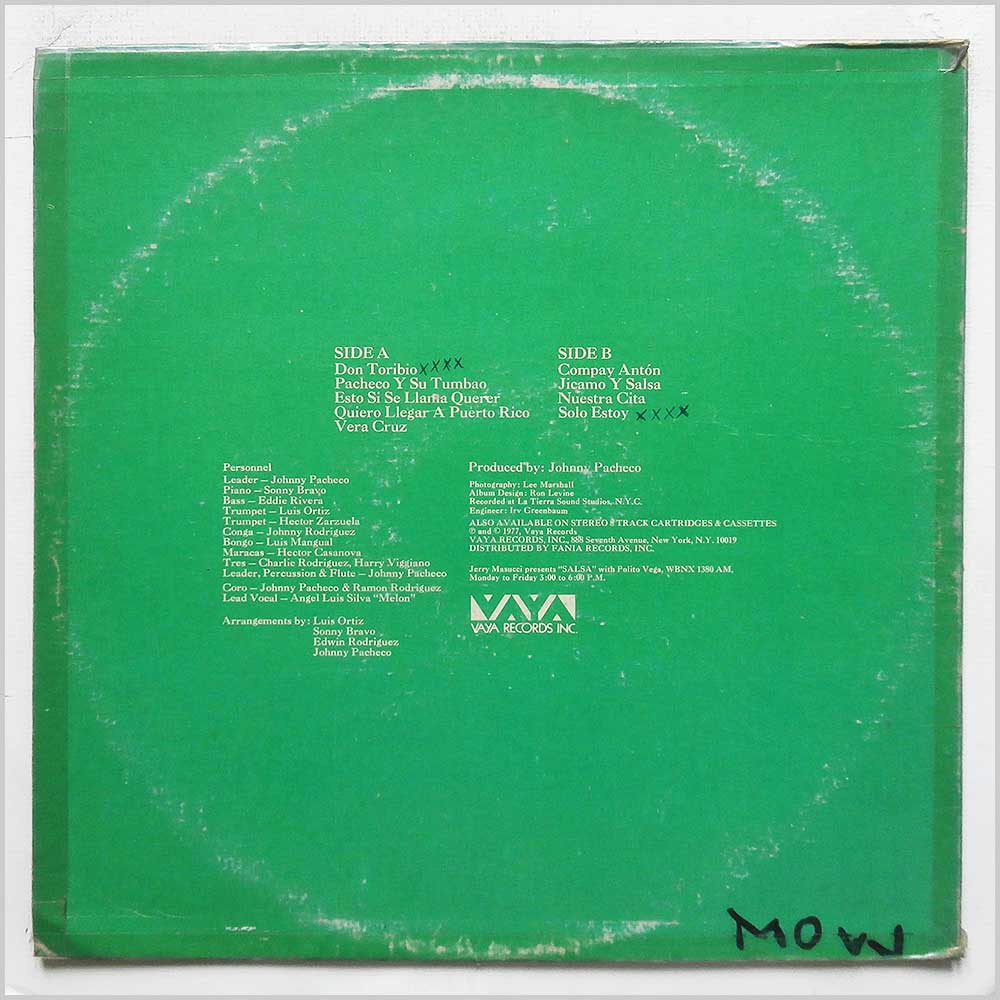 SIDE A
Don Toribio xxxx
Pacheco Y Su Tumbao
Esto Si Se Llama Querer
Quiero Llegar A Puerto Rico
Vera Cruz
SIDE B
Compay Antón
Jicamo Y Salsa
Nuestra Cita
Solo Estoy xxxx
Personnel
Leader – Johnny Pacheco
Piano – Sonny Bravo
Bass – Eddie Rivera
Trumpet – Luis Ortiz
Trumpet – Hector Zarzuela
Conga – Johnny Rodriguez
Bongo – Luis Mangual
Maracas – Hector Casanova
Tres – Charlie Rodriguez, Harry Viggiano
Leader, Percussion & Flute – Johnny Pacheco
Coro – Johnny Pacheco & Ramon Rodriguez
Lead Vocal – Angel Luis Silva "Melon"
Arrangements by: Luis Ortiz
Sonny Bravo
Edwin Rodriguez
Johnny Pacheco
Produced by: Johnny Pacheco
Photography: Lee Marshall
Album Design: Ron Levine
Recorded at La Tierra Sound Studios, N.Y.C.
Engineer: Irv Greenbaum
ALSO AVAILABLE ON STEREO 8 TRACK CARTRIDGES & CASSETTES
℗ and © 1977, Vaya Records
VAYA RECORDS, INC., 888 Seventh Avenue, New York, N.Y. 10019
DISTRIBUTED BY FANIA RECORDS, INC.
Jerry Masucci presents "SALSA" with Polito Vega, WBNX 1380 AM,
Monday to Friday 3:00 to 6:00 P.M.
VAYA
VAYA RECORDS INC.